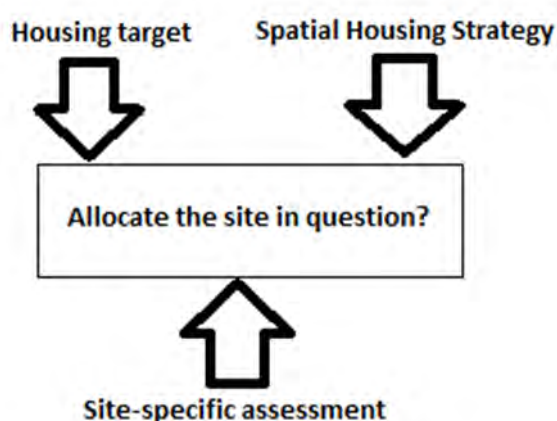 Housing target
Spatial Housing Strategy
Allocate the site in question?
Site-specific assessment